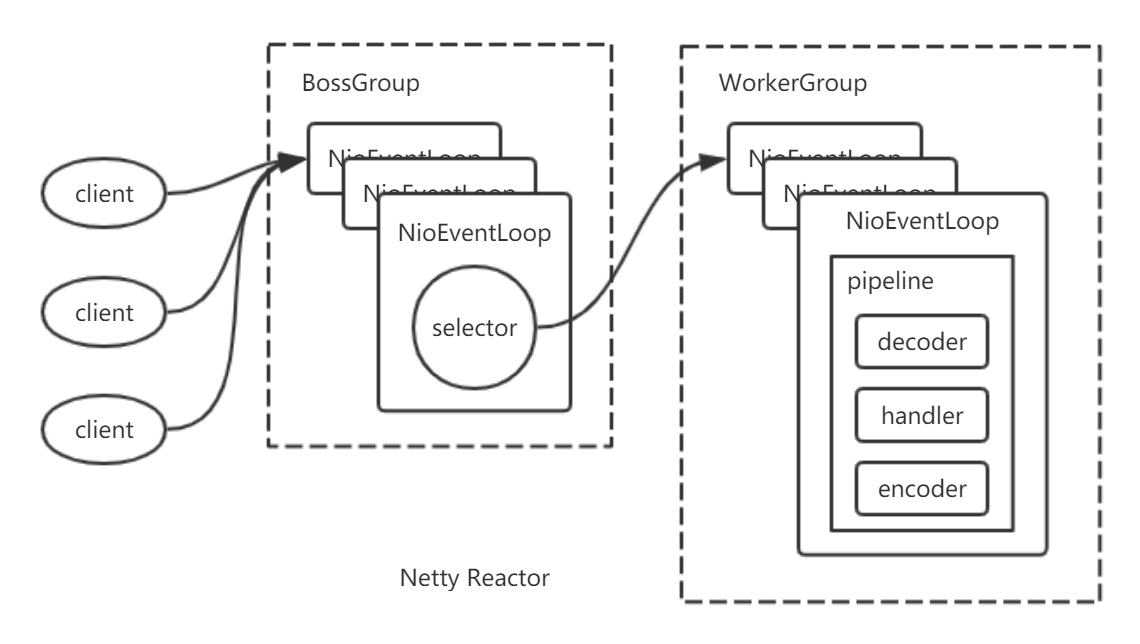 BossGroup
WorkerGroup
client
client
client
NioEventLoop
NioEventLoop
NioEventLoop
selector
NioEventLoop
NioEventLoop
NioEventLoop
pipeline
decoder
handler
encoder
Netty Reactor